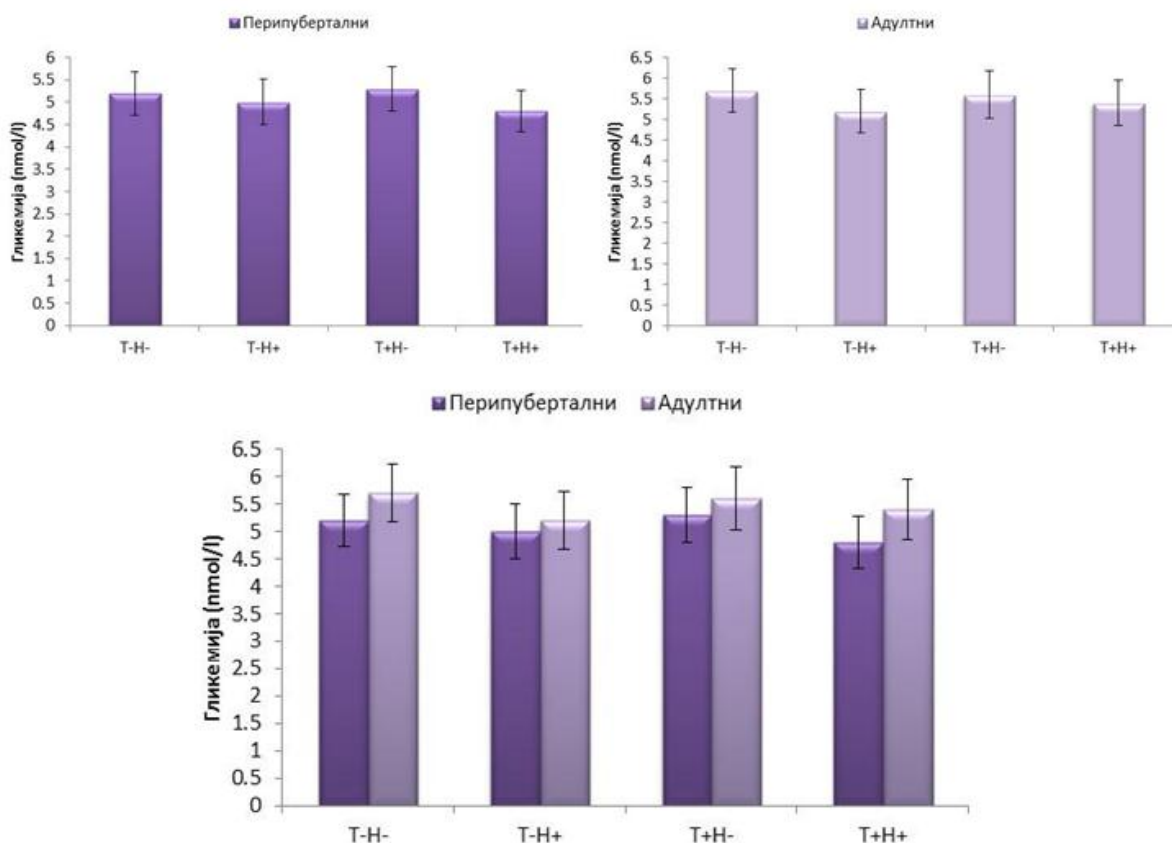 Перипубертални
Гликемија (nmol/l)
6
5.5
5
4.5
4
3.5
3
2.5
2
1.5
1
0.5
0
T-H-
T-H+
T+H-
T+H+
Адултни
Гликемија (nmol/l)
6.5
6
5.5
5
4.5
4
3.5
3
2.5
2
1.5
1
0.5
0
T-H-
T-H+
T+H-
T+H+
Перипубертални Адултни
Гликемија (nmol/l)
6.5
6
5.5
5
4.5
4
3.5
3
2.5
2
1.5
1
0.5
0
T-H-
T-H+
T+H-
T+H+